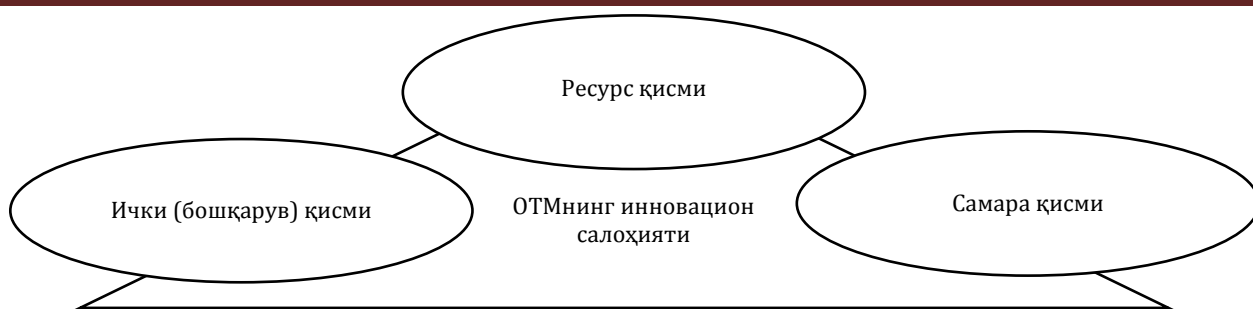 Ресурс қисми
Ички (бошқарув) қисми
ОТМнинг инновацион
салоҳияти
Самара қисми